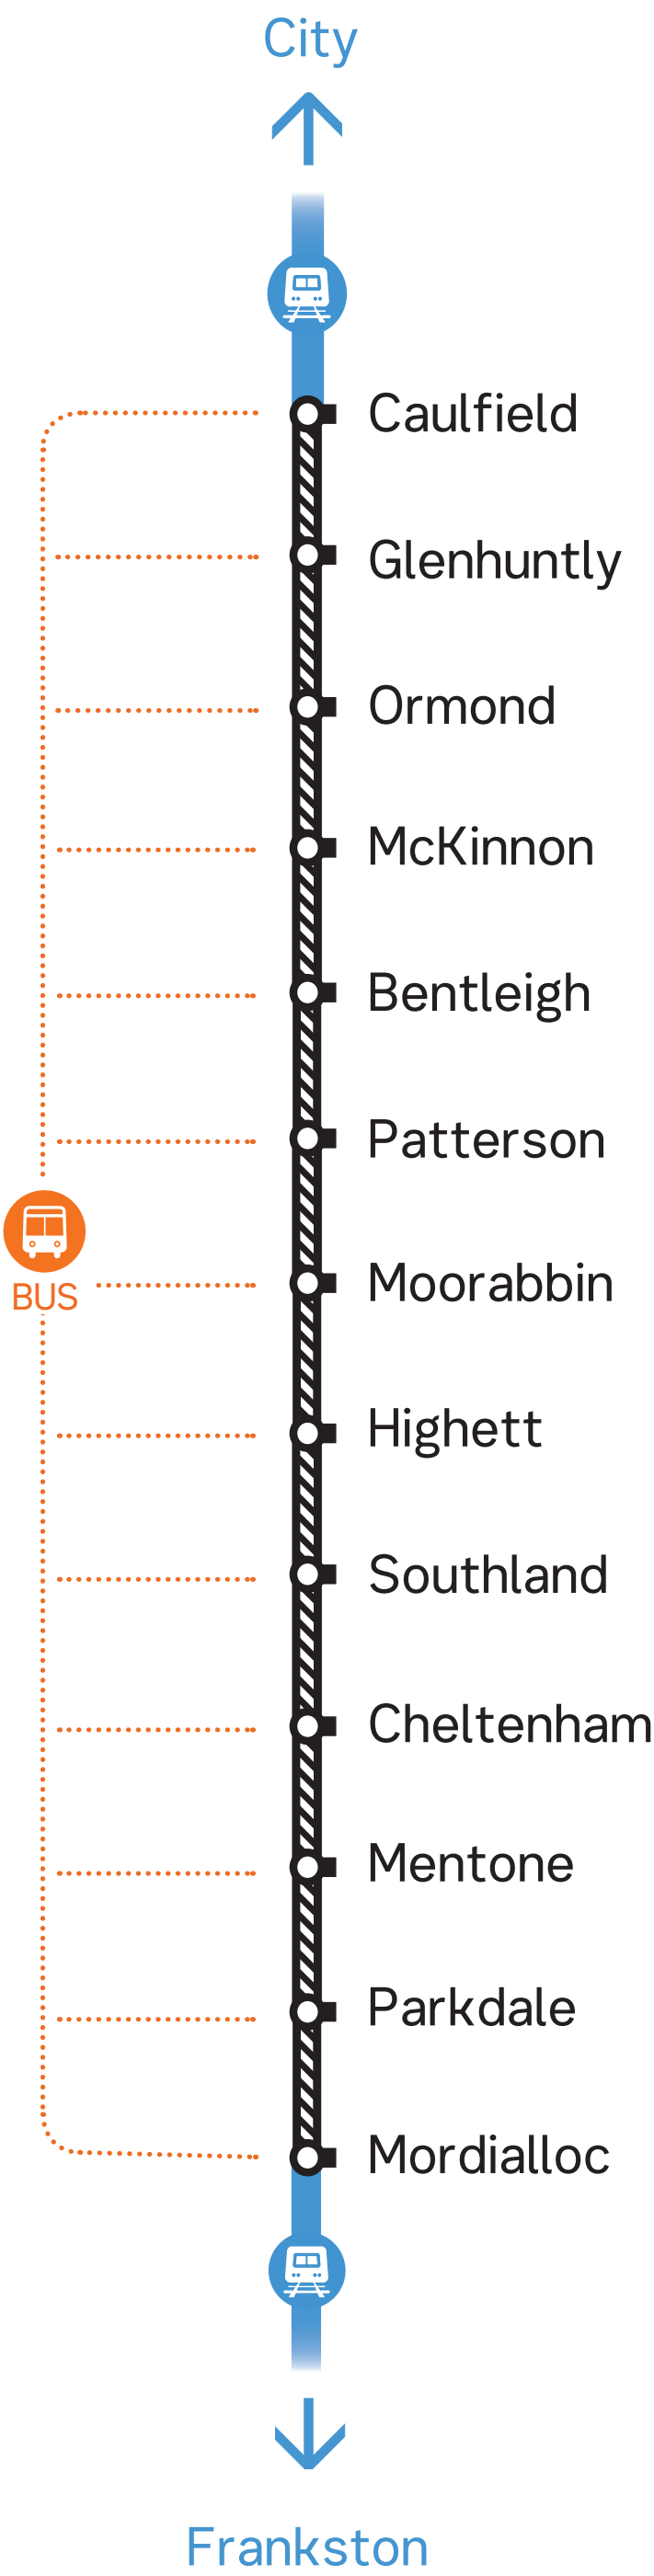 City
Caulfield
Glenhuntly
Ormond
McKinnon
Bentleigh
Patterson
BUS
Moorabbin
Highett
Southland
Cheltenham
Mentone
Parkdale
Mordialloc
Frankston